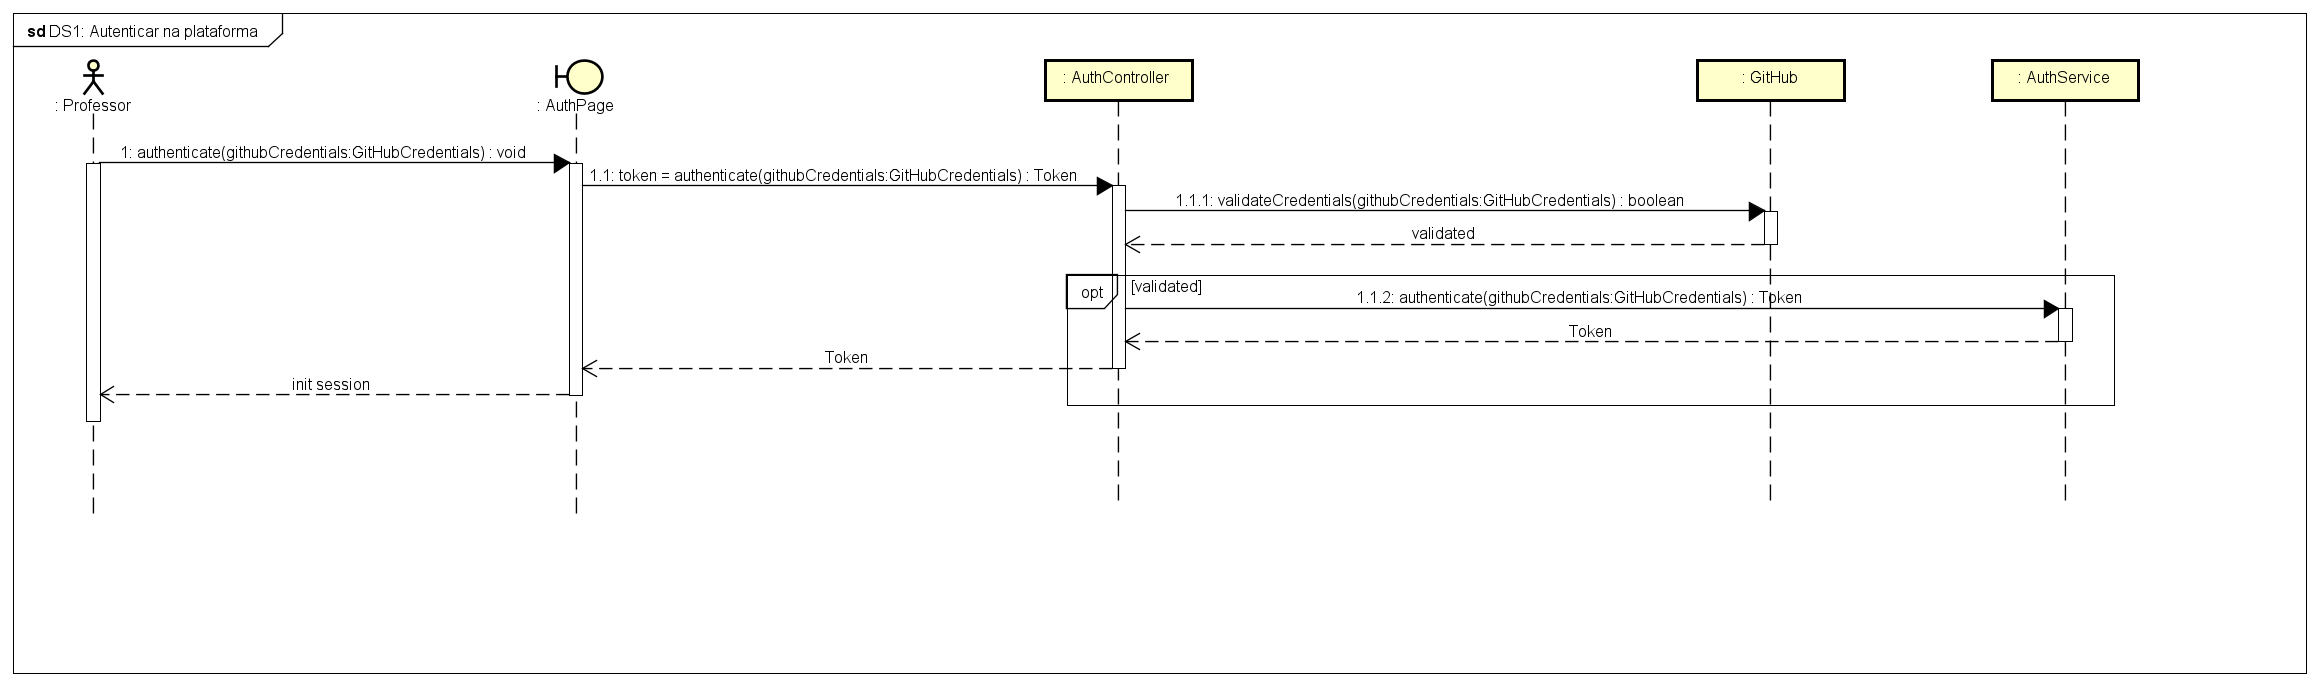 sd DS1: Autenticar na plataforma
: Professor
: AuthPage
: AuthController
: GitHub
: AuthService
1: authenticate(githubCredentials:GitHubCredentials) : void
1.1: token = authenticate(githubCredentials:GitHubCredentials) : Token
1.1.1: validateCredentials(githubCredentials:GitHubCredentials) : boolean
validated
opt
[validated]
1.1.2: authenticate(githubCredentials:GitHubCredentials) : Token
Token
Token
init session